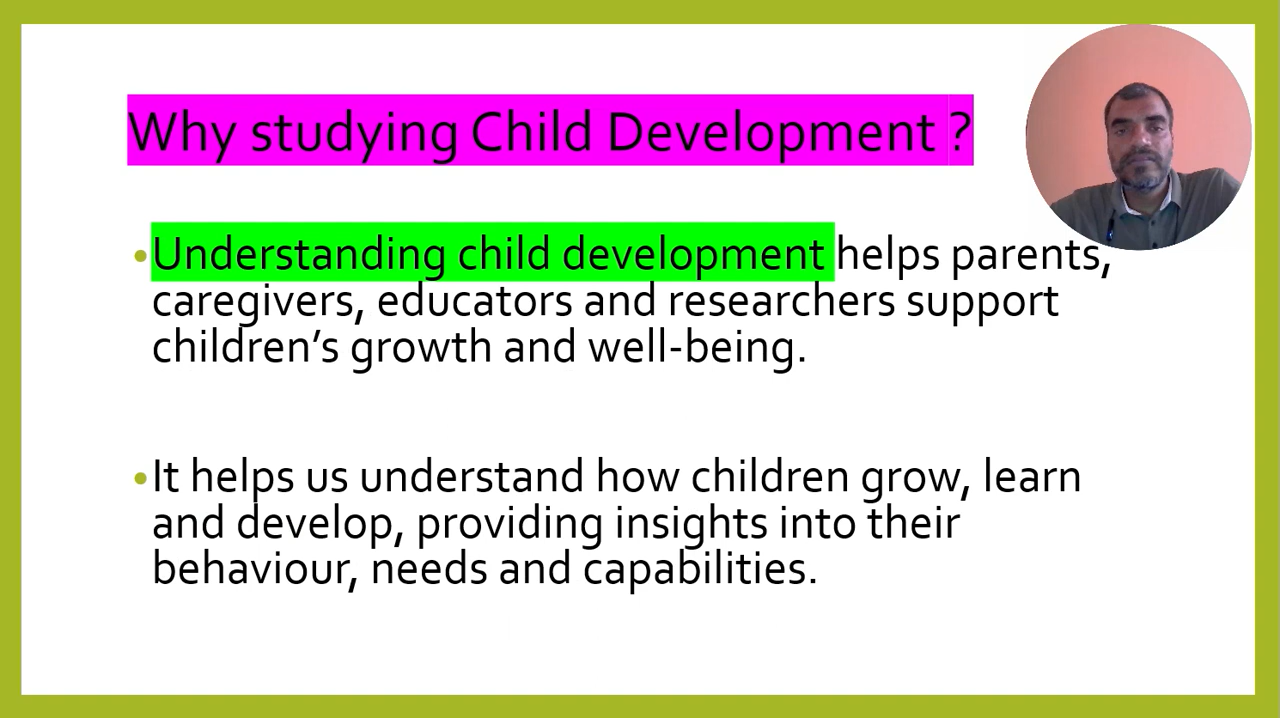 Why studying Child Development ?
•Understanding child development helps parents,
caregivers, educators and researchers support
children’s growth and well-being.
•It helps us understand how children grow, learn
and develop, providing insights into their
behaviour, needs and capabilities.